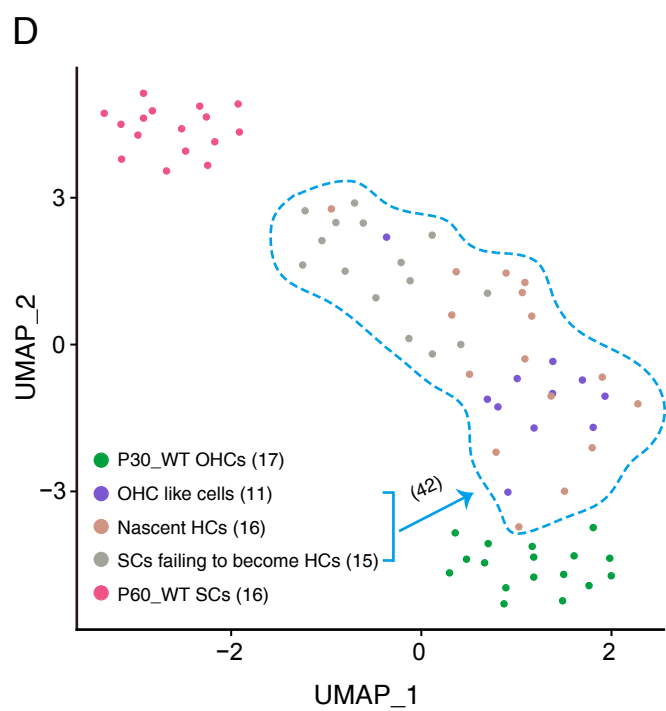 D
UMAP_2
3
0
−3
P30_WT OHCs (17)
OHC like cells (11)
Nascent HCs (16)
SCs failing to become HCs (15)
P60_WT SCs (16)
(42)
−2
0
2
UMAP_1